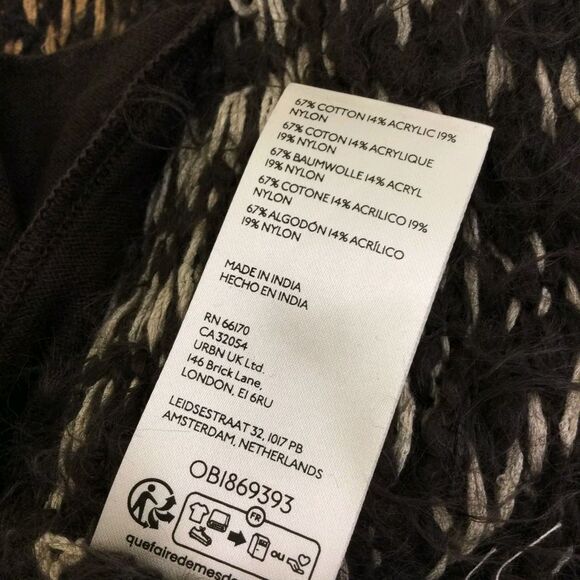 67% COTTON 14% ACRYLIC 19%
NYLON
67% COTON 14% ACRYLIQUE
19% NYLON
67% BAUMWOLLE 14% ACRYL
19% NYLON
67% COTONE 14% ACRILICO 19%
NYLON
67% ALGODÓN 14% ACRÍLICO
19% NYLON
MADE IN INDIA
HECHO EN INDIA
RN 66170
CA 32054
URBN UK Ltd.
146 Brick Lane,
LONDON, E1 6RU
LEIDSESTRAAT 32, 1017 PB
AMSTERDAM, NETHERLANDS
OB1869393
FR
OU
quefairedemesd